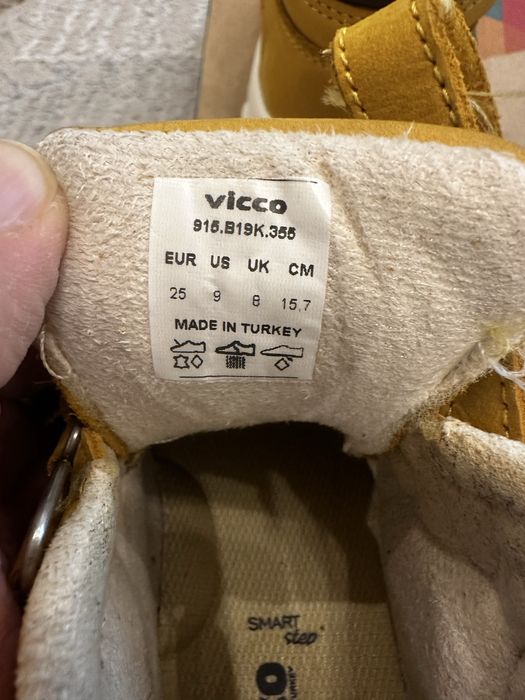 vicco
915.B19K.355
EUR US UK CM
25 9 8 15,7
MADE IN TURKEY
SMART
step